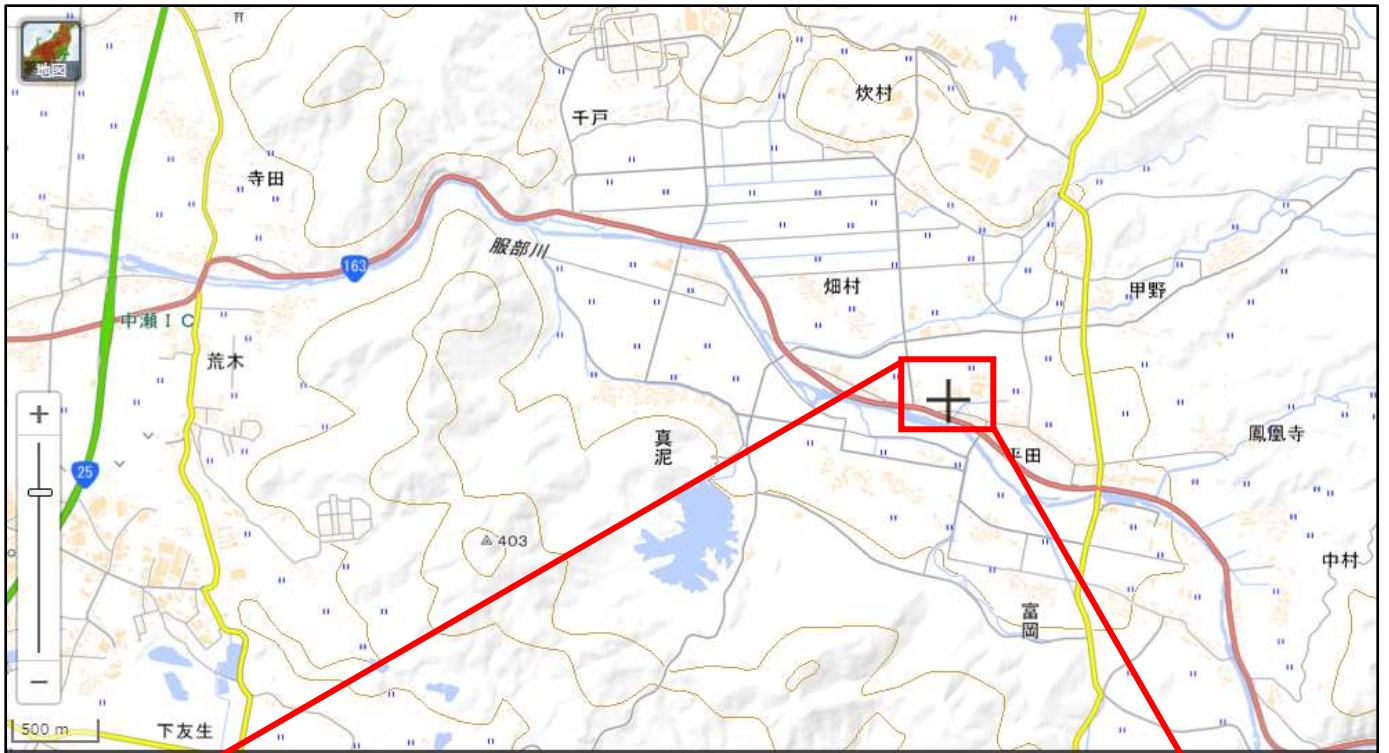 地図
炊村
千戸
寺田
服部川
163
畑村
甲野
中瀬ＩＣ
荒木
真泥
平田
鳳凰寺
25
403
中村
富岡
下友生
500 m
+
−